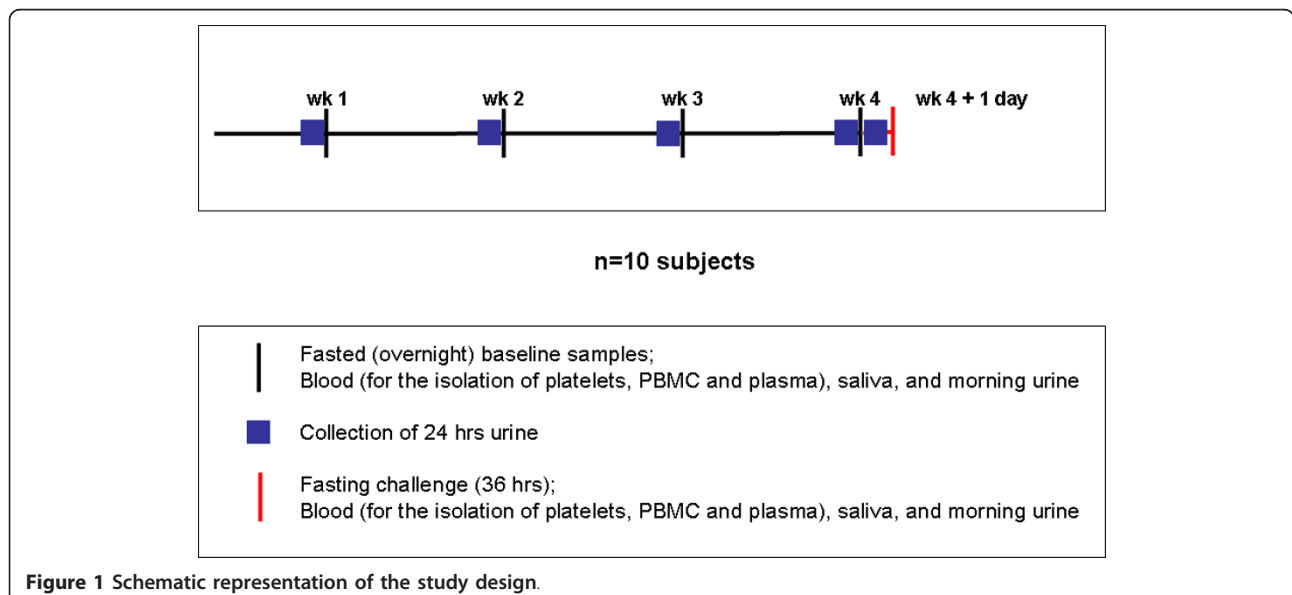 wk 1 wk 2 wk 3 wk 4 wk 4 + 1 day
n=10 subjects
Fasted (overnight) baseline samples;
Blood (for the isolation of platelets, PBMC and plasma), saliva, and morning urine
Collection of 24 hrs urine
Fasting challenge (36 hrs);
Blood (for the isolation of platelets, PBMC and plasma), saliva, and morning urine
Figure 1 Schematic representation of the study design.